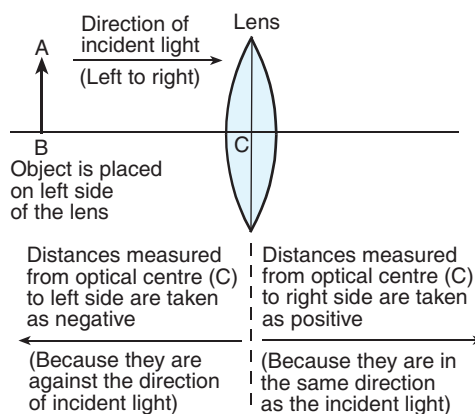 Lens
Direction of
incident light
(Left to right)
A
B
C
Object is placed
on left side
of the lens
Distances measured
from optical centre (C)
to left side are taken
as negative
(Because they are
against the direction
of incident light)
Distances measured
from optical centre (C)
to right side are taken
as positive
(Because they are in
the same direction
as the incident light)